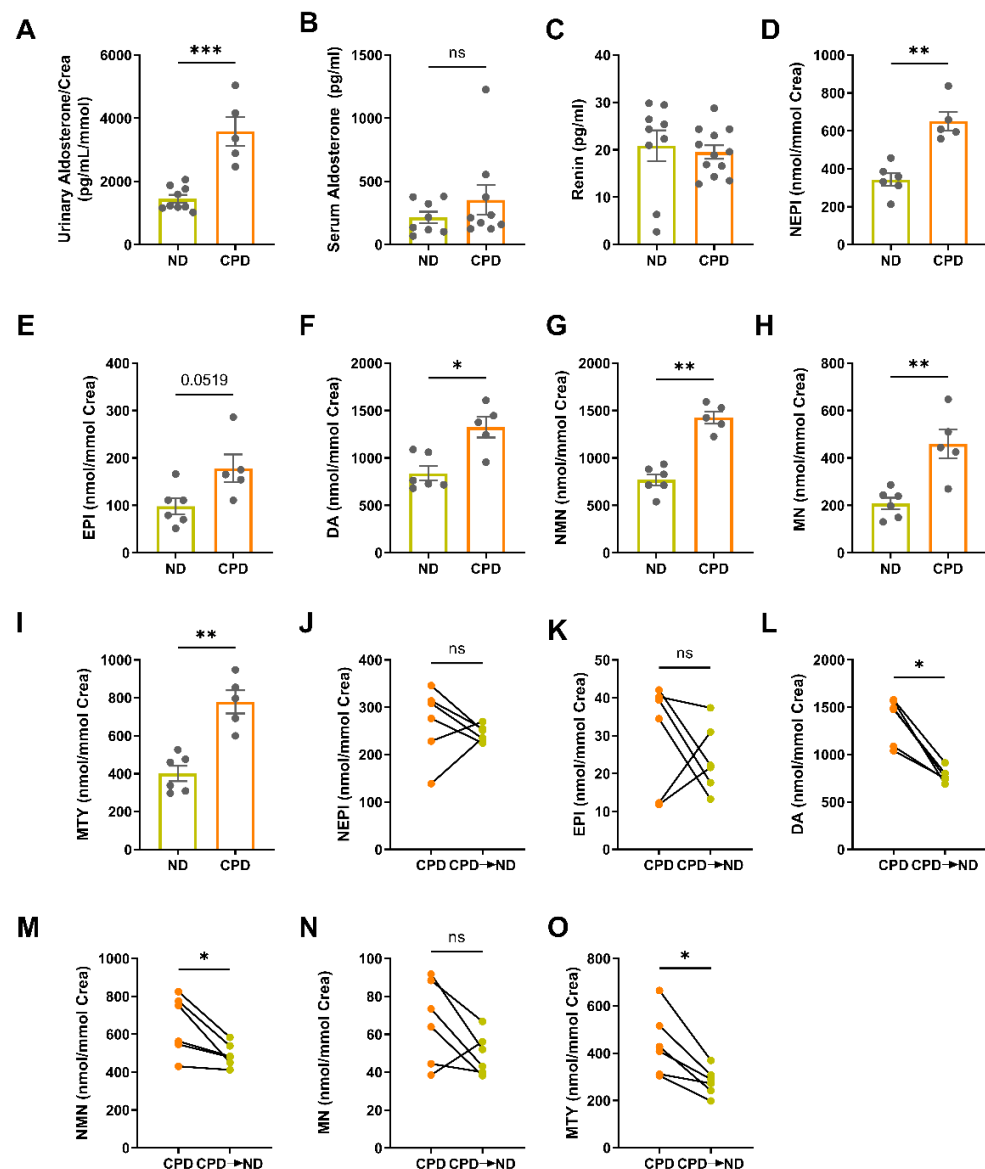 A
Urinary Aldosterone/Crea
(pg/mL/mmol)
6000
4000
2000
0
***
ND CPD
B
Serum Aldosterone (pg/ml)
1500
1000
500
0
ns
ND CPD
C
Renin (pg/ml)
40
30
20
10
0
ND CPD
D
NEPI (nmol/mmol Crea)
1000
800
600
400
200
0
**
ND CPD
E
EPI (nmol/mmol Crea)
400
300
200
100
0
0.0519
ND CPD
F
DA (nmol/mmol Crea)
2000
1500
1000
500
0
*
ND CPD
G
NMN (nmol/mmol Crea)
2000
1500
1000
500
0
**
ND CPD
H
MN (nmol/mmol Crea)
800
600
400
200
0
**
ND CPD
I
MTY (nmol/mmol Crea)
1000
800
600
400
200
0
**
ND CPD
J
NEPI (nmol/mmol Crea)
400
300
200
100
0
ns
CPD CPD→ND
K
EPI (nmol/mmol Crea)
50
40
30
20
10
0
ns
CPD CPD→ND
L
DA (nmol/mmol Crea)
2000
1500
1000
500
0
*
CPD CPD→ND
M
NMN (nmol/mmol Crea)
1000
800
600
400
200
0
*
CPD CPD→ND
N
MN (nmol/mmol Crea)
100
80
60
40
20
0
ns
CPD CPD→ND
O
MTY (nmol/mmol Crea)
800
600
400
200
0
*
CPD CPD→ND